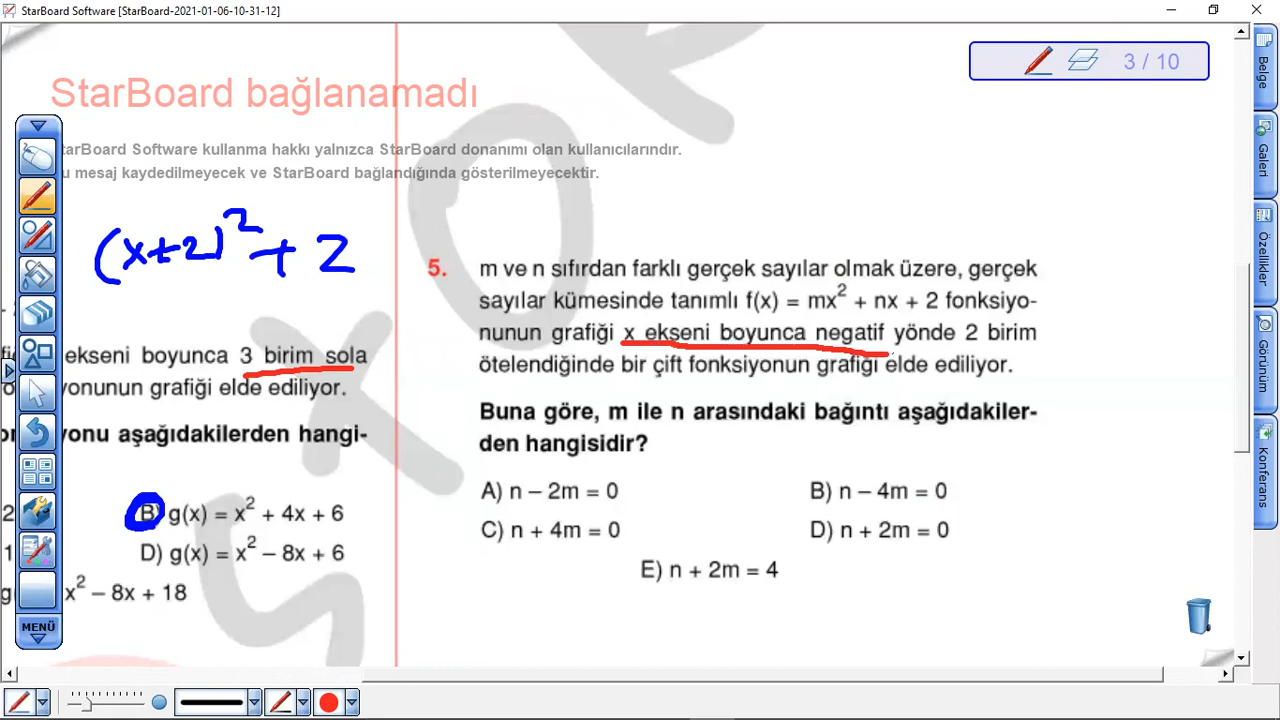 StarBoard Software [StarBoard-2021-01-06-10-31-12]
3 / 10
StarBoard bağlanamadı
StarBoard Software kullanma hakkı yalnızca StarBoard donanımı olan kullanıcılarındır.
u mesaj kaydedilmeyecek ve StarBoard bağlandığında gösterilmeyecektir.
(x+2)² + 2
ekseni boyunca 3 birim sola
yonunun grafiği elde ediliyor.
onksiyonu aşağıdakilerden hangi-
B) g(x) = x² + 4x + 6
D) g(x) = x² – 8x + 6
x² – 8x + 18
5. m ve n sıfırdan farklı gerçek sayılar olmak üzere, gerçek
sayılar kümesinde tanımlı f(x) = mx² + nx + 2 fonksiyo-
nunun grafiği x ekseni boyunca negatif yönde 2 birim
ötelendiğinde bir çift fonksiyonun grafiği elde ediliyor.
Buna göre, m ile n arasındaki bağıntı aşağıdakiler-
den hangisidir?
A) n – 2m = 0
B) n – 4m = 0
C) n + 4m = 0
D) n + 2m = 0
E) n + 2m = 4
MENÜ
Belge
Galeri
Özellikler
Görünüm
Konferans